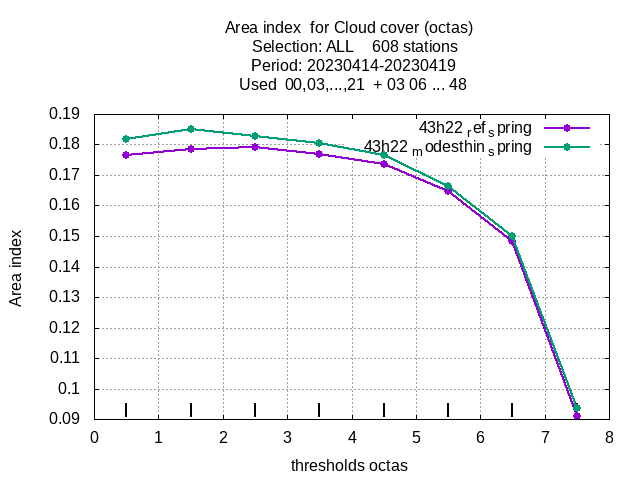 Area index  for Cloud cover (octas)
Selection: ALL    608 stations
Period: 20230414-20230419
Used  00,03,...,21  + 03 06 ... 48
43h22 ref spring
43h22 modesthin spring
0.19
0.18
0.17
0.16
0.15
0.14
0.13
0.12
0.11
0.1
0.09
Area index
0 1 2 3 4 5 6 7 8
thresholds octas